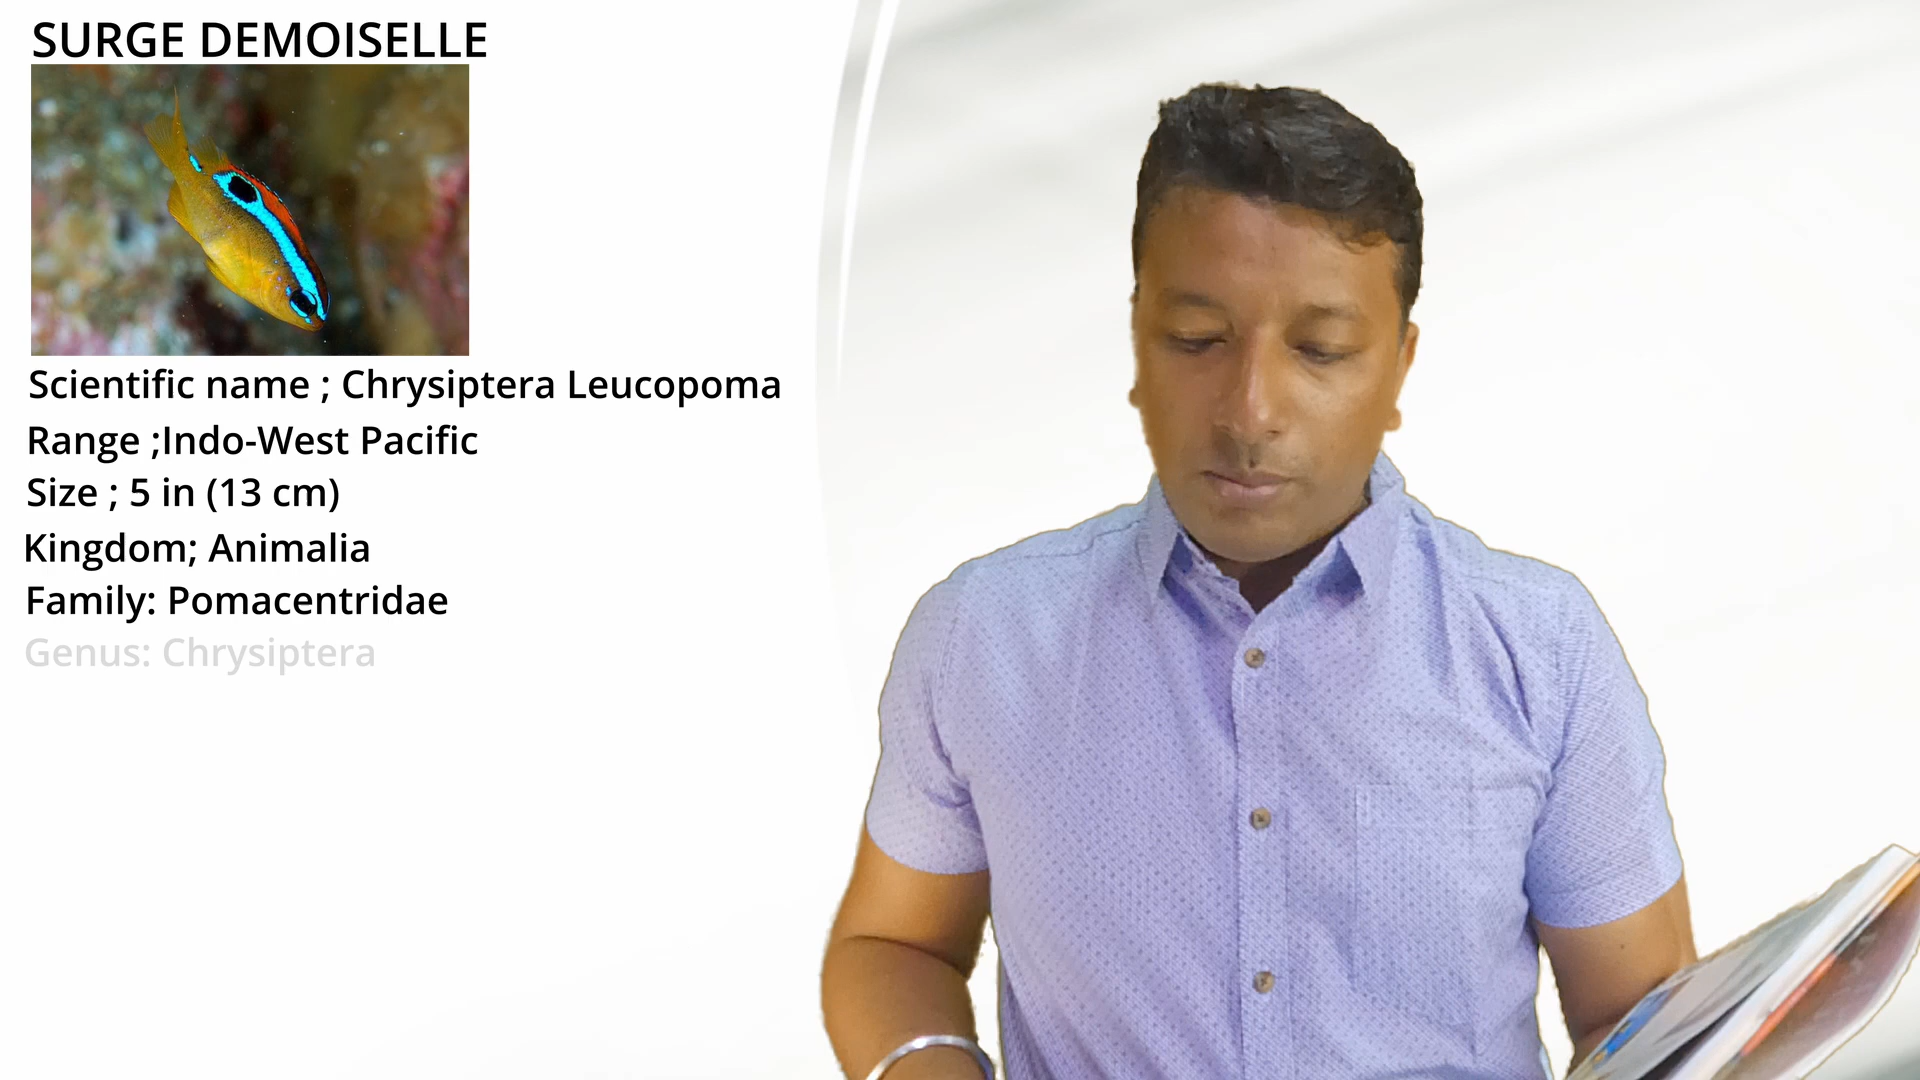 SURGE DEMOISELLE
Scientific name ; Chrysiptera Leucopoma
Range ;Indo-West Pacific
Size ; 5 in (13 cm)
Kingdom; Animalia
Family: Pomacentridae
Genus: Chrysiptera